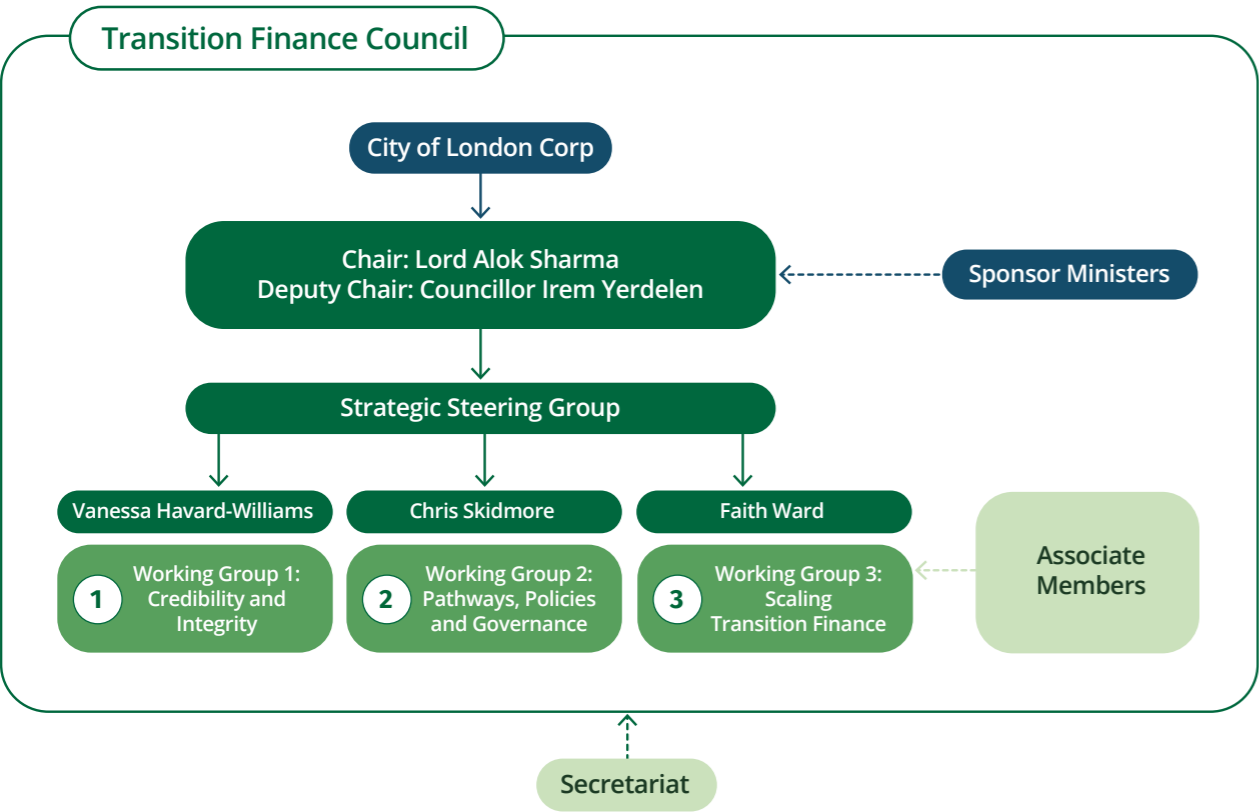 Transition Finance Council
City of London Corp
Chair: Lord Alok Sharma
Deputy Chair: Councillor Irem Yerdelen
Sponsor Ministers
Strategic Steering Group
Vanessa Havard-Williams
Chris Skidmore
Faith Ward
1
Working Group 1:
Credibility and
Integrity
2
Working Group 2:
Pathways, Policies
and Governance
3
Working Group 3:
Scaling
Transition Finance
Associate
Members
Secretariat